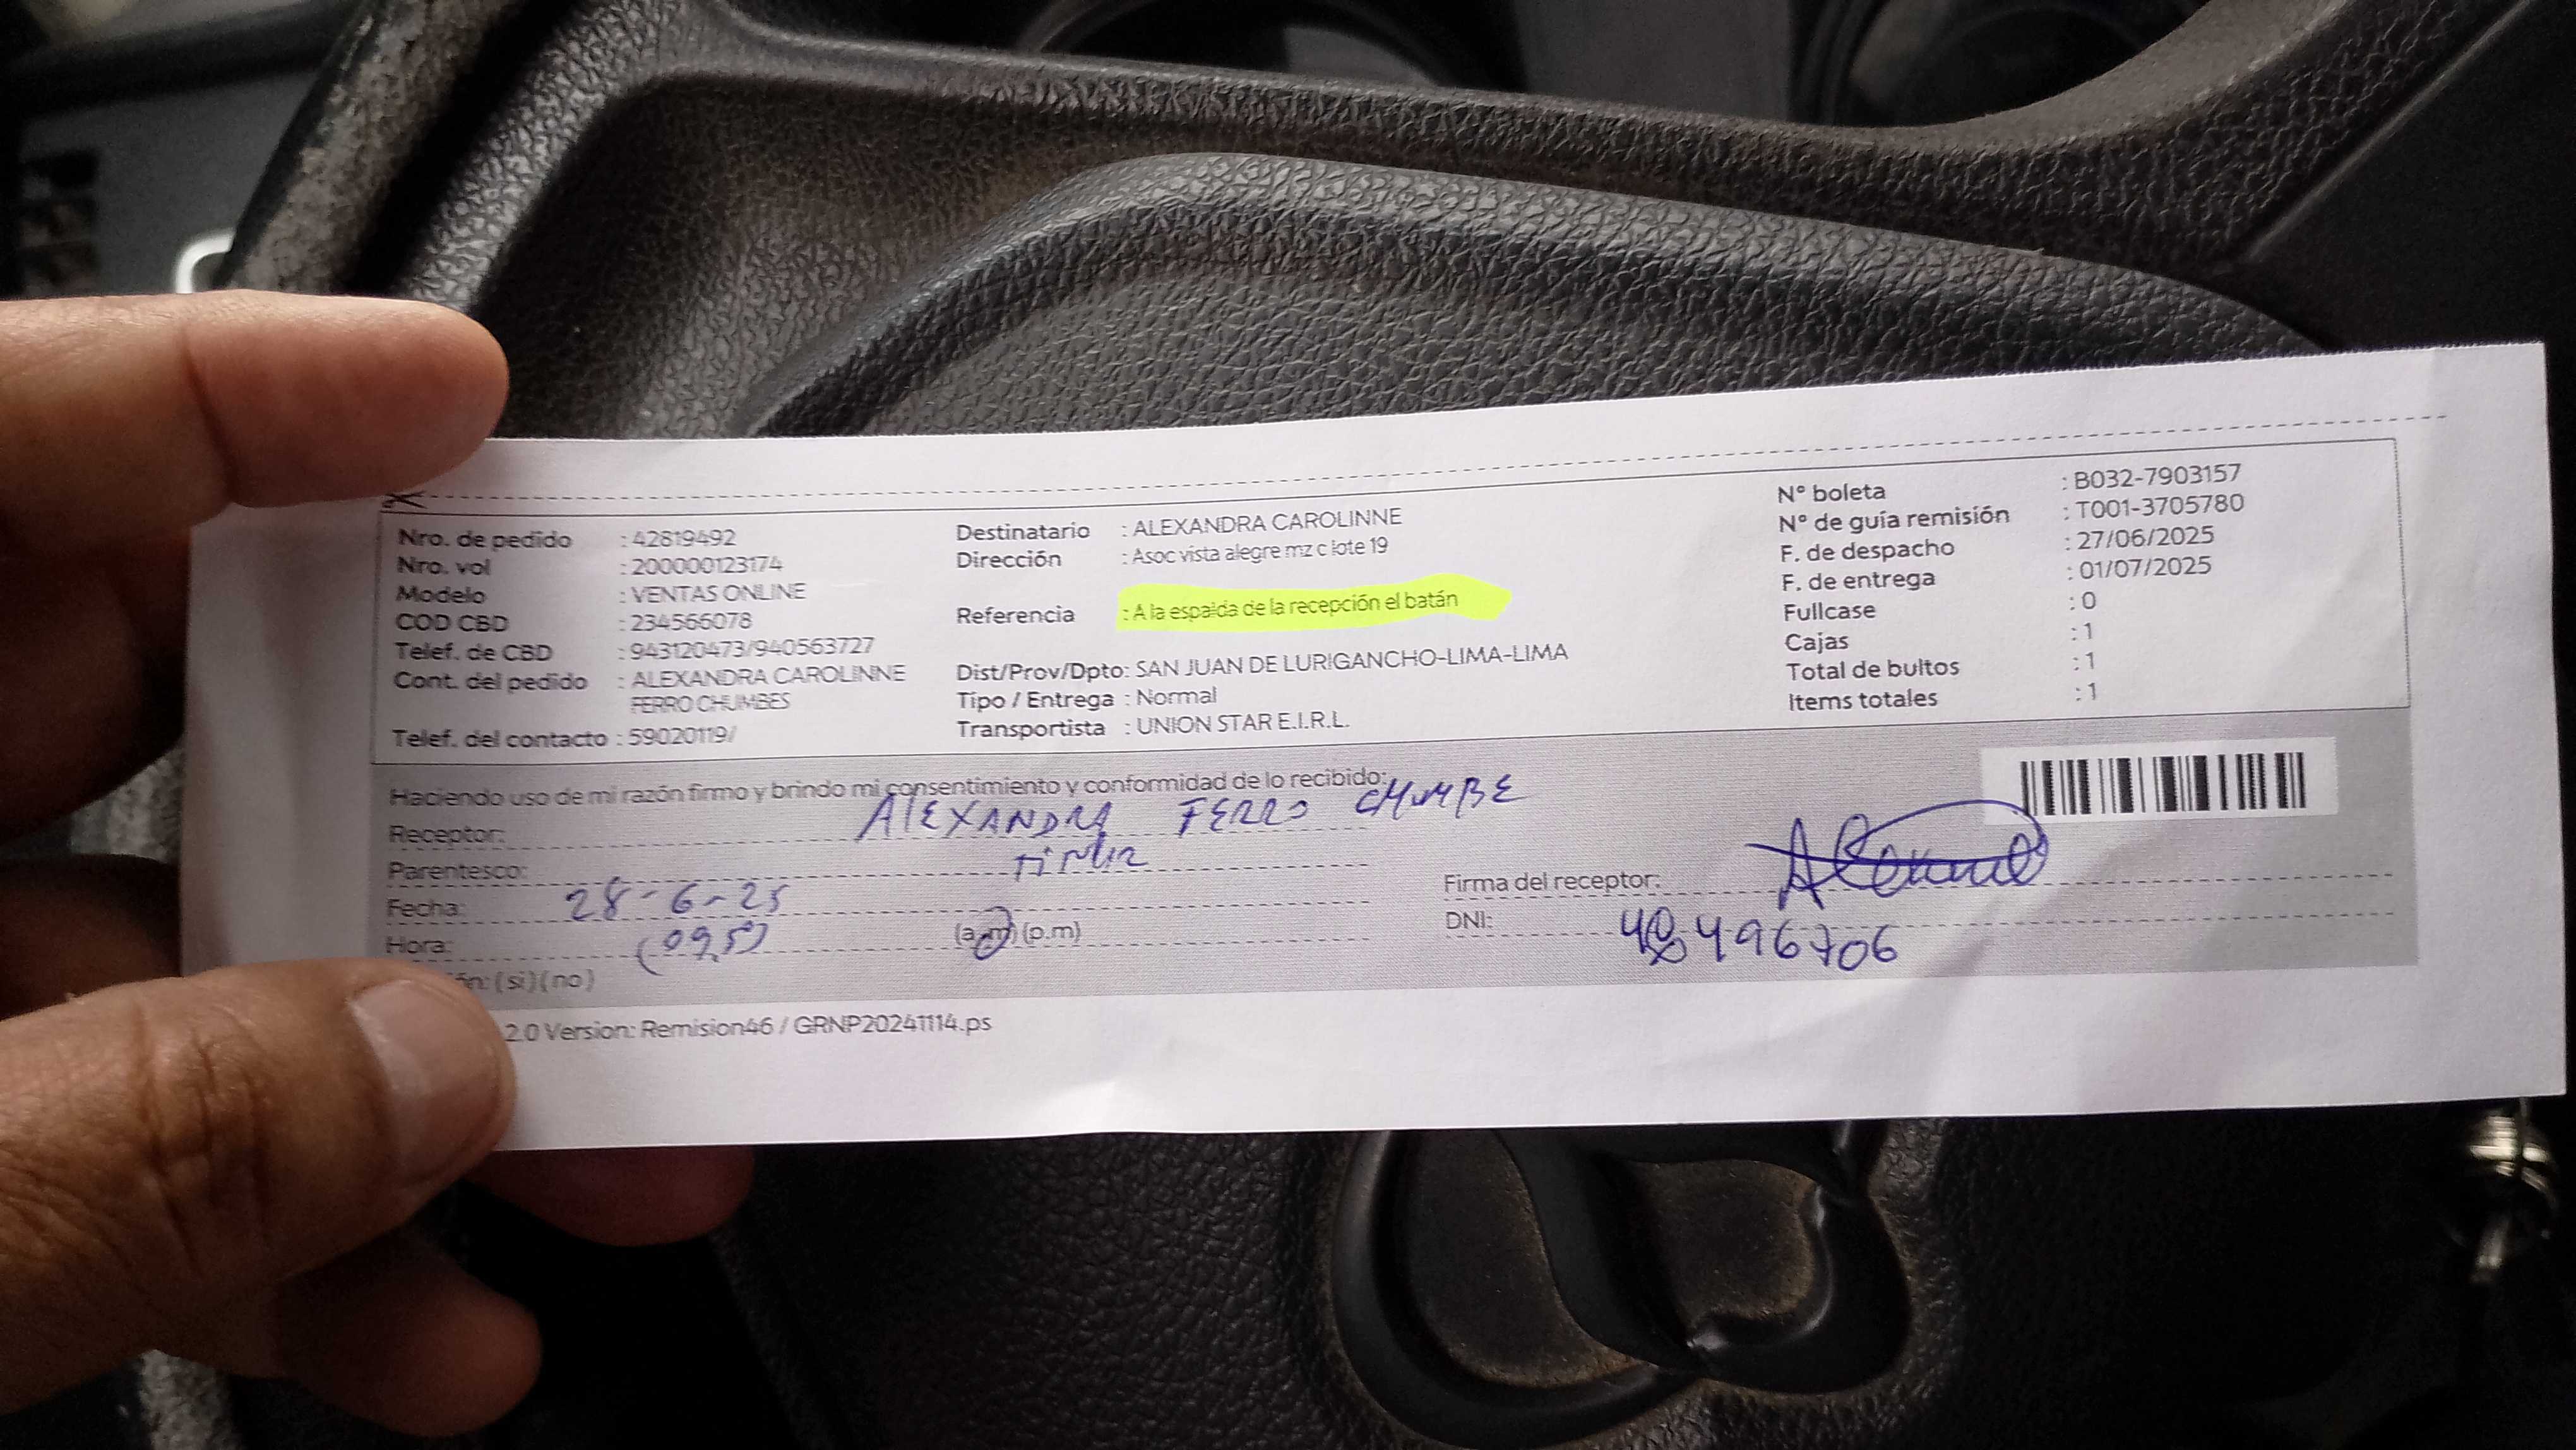 Nro. de pedido : 42819492
Nro. vol : 200000123174
Modelo : VENTAS ONLINE
COD CBD : 234566078
Telef. de CBD : 943120473/940563727
Cont. del pedido : ALEXANDRA CAROLINNE
FERRO CHUMBES
Telef. del contacto : 59020119/
Destinatario : ALEXANDRA CAROLINNE
Dirección : Asoc vista alegre mz c lote 19
Referencia : A la espalda de la recepción el batán
Dist/Prov/Dpto: SAN JUAN DE LURIGANCHO-LIMA-LIMA
Tipo / Entrega : Normal
Transportista : UNION STAR E.I.R.L.
N° boleta : B032-7903157
N° de guía remisión : T001-3705780
F. de despacho : 27/06/2025
F. de entrega : 01/07/2025
Fullcase : 0
Cajas : 1
Total de bultos : 1
Items totales : 1
Haciendo uso de mi razón firmo y brindo mi consentimiento y conformidad de lo recibido:
Receptor: ALEXANDRA FERRO CHUMBE
Parentesco:
Fecha: 28-6-25
Hora: (a.m) (p.m)
Firma del receptor:
DNI: 496706
(si) (no)
2.0 Version: Remision46 / GRNP20241114.ps